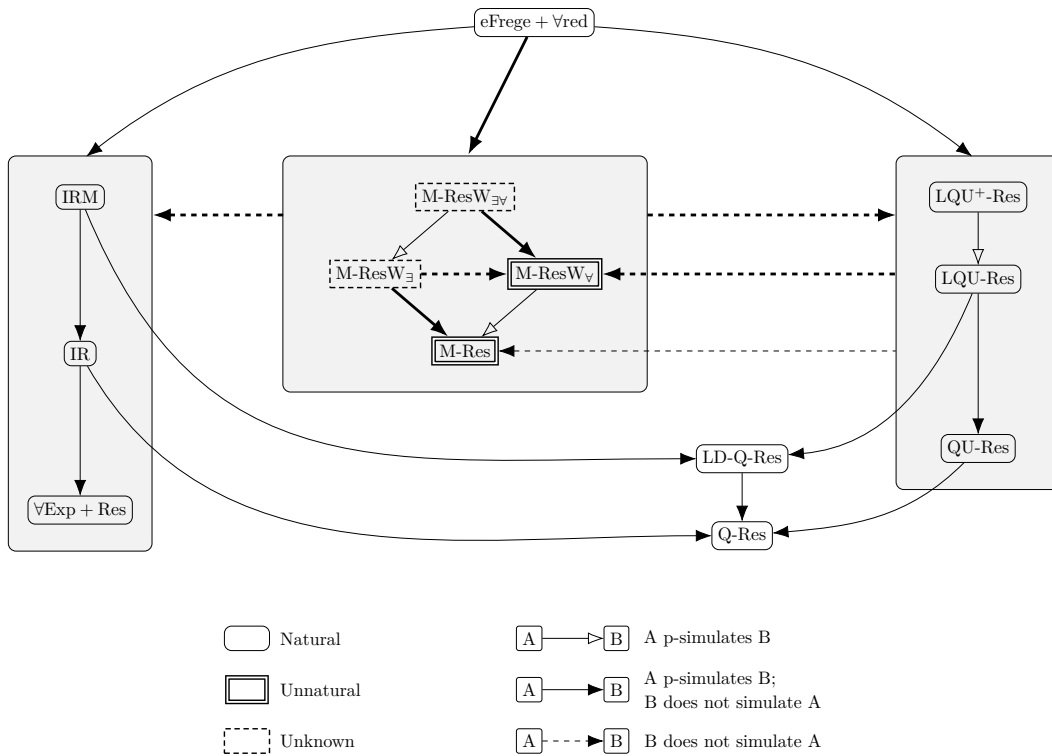 eFrege + ∀red
IRM
M-ResW∃∀
LQU⁺-Res
M-ResW∃
M-ResW∀
LQU-Res
IR
M-Res
LD-Q-Res
QU-Res
∀Exp + Res
Q-Res
Natural
A
B
A p-simulates B
Unnatural
A
B
A p-simulates B;
B does not simulate A
Unknown
A
B
B does not simulate A